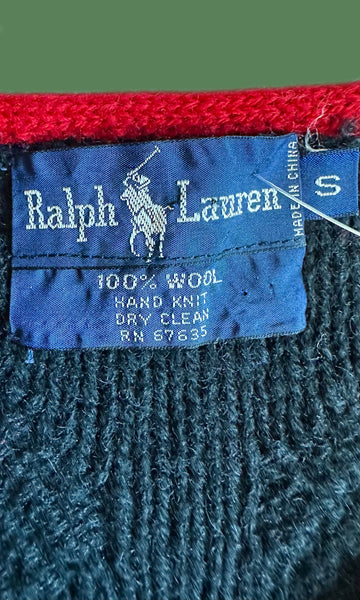 Ralph Lauren
100% WOOL
HAND KNIT
DRY CLEAN
RN 67635
MADE IN CHINA
S